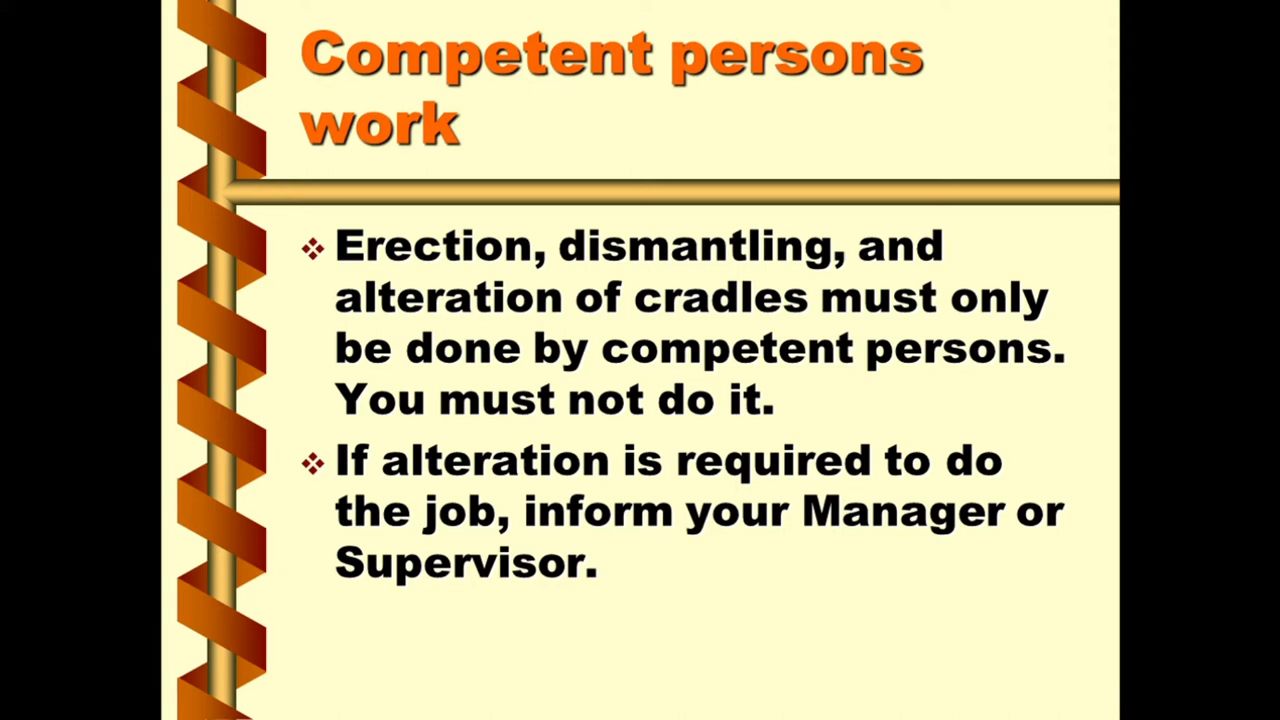 Competent persons
work
Erection, dismantling, and
alteration of cradles must only
be done by competent persons.
You must not do it.
If alteration is required to do
the job, inform your Manager or
Supervisor.